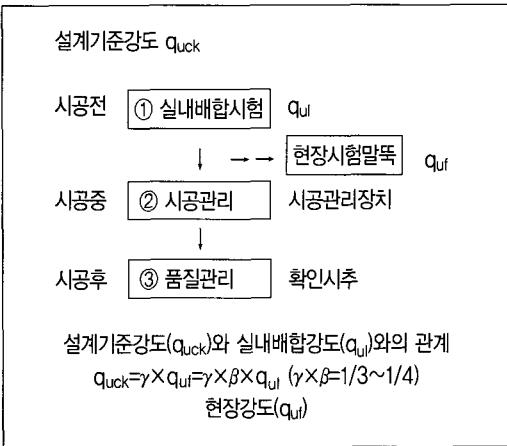 설계기준강도 quck
시공전 ① 실내배합시험 qul
↓ →→ 현장시험말뚝 quf
시공중 ② 시공관리 시공관리장치
↓
시공후 ③ 품질관리 확인시추
설계기준강도(quck)와 실내배합강도(qul)와의 관계
quck=γ×quf=γ×β×qul (γ×β=1/3~1/4)
현장강도(quf)